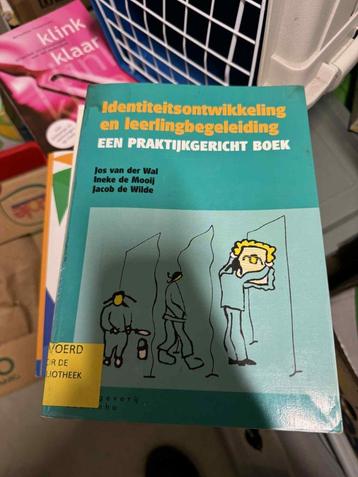 klink
klaar
Identiteitsontwikkeling
en leerlingbegeleiding
EEN PRAKTIJKGERICHT BOEK
Jos van der Wal
Ineke de Mooij
Jacob de Wilde
VOERD
OR DE
LIOTHEEK